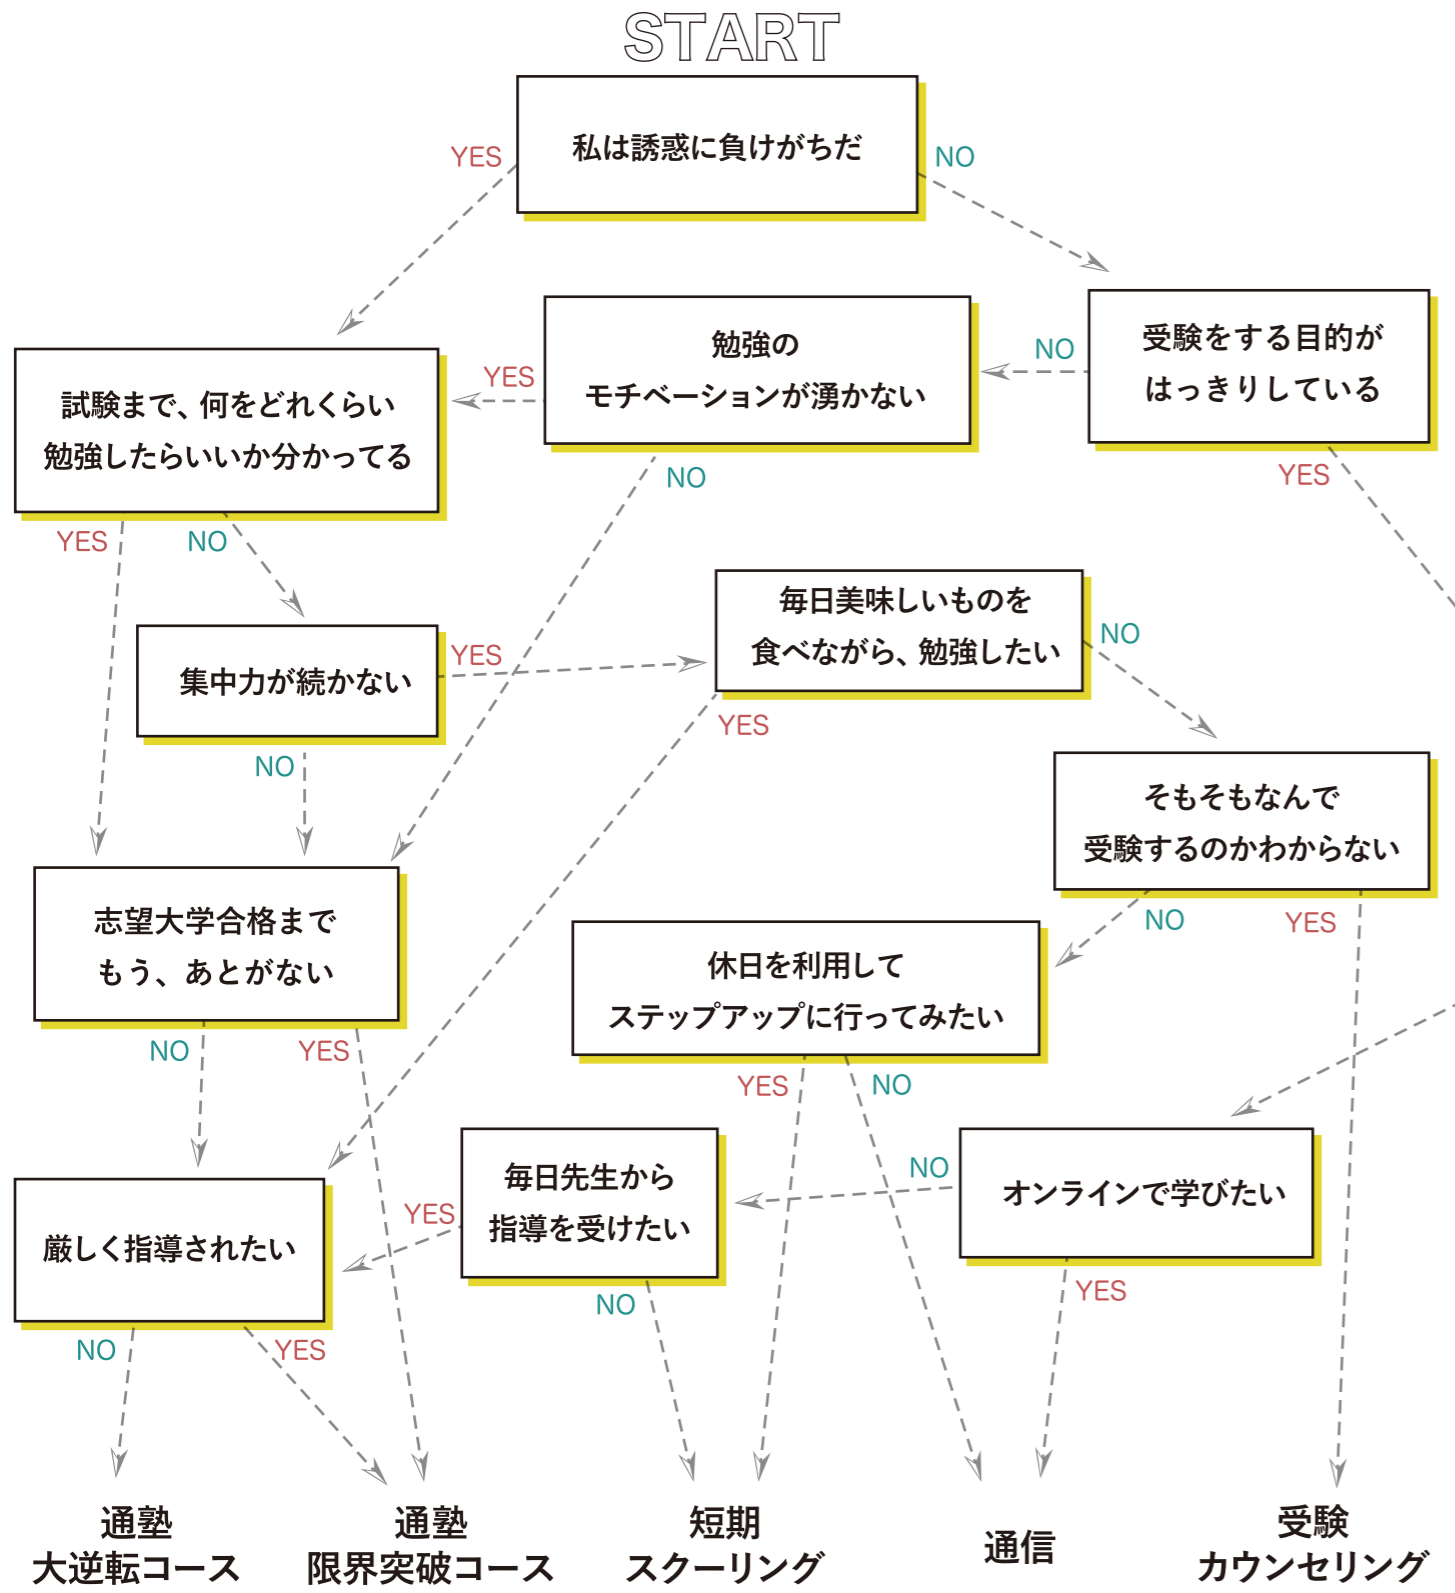 START
私は誘惑に負けがちだ
YES
NO
勉強の
モチベーションが湧かない
YES
NO
受験をする目的が
はっきりしている
NO
YES
試験まで、何をどれくらい
勉強したらいいか分かってる
YES
NO
毎日美味しいものを
食べながら、勉強したい
NO
YES
集中力が続かない
YES
NO
そもそもなんで
受験するのかわからない
NO
YES
志望大学合格まで
もう、あとがない
NO
YES
休日を利用して
ステップアップに行ってみたい
YES
NO
毎日先生から
指導を受けたい
YES
NO
オンラインで学びたい
NO
YES
厳しく指導されたい
NO
YES
通塾
大逆転コース
通塾
限界突破コース
短期
スクーリング
通信
受験
カウンセリング